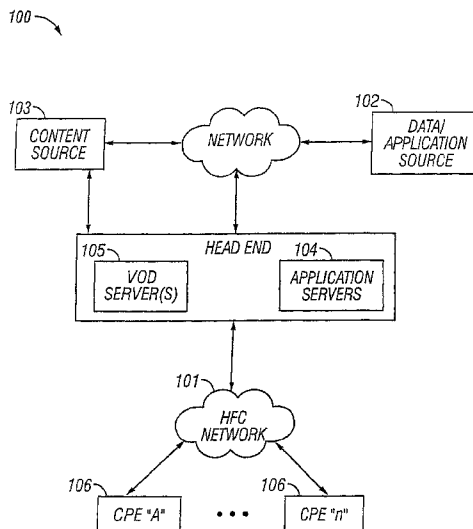 100
103
CONTENT
SOURCE
NETWORK
102
DATA/
APPLICATION
SOURCE
HEAD END
105
VOD
SERVER(S)
104
APPLICATION
SERVERS
101
HFC
NETWORK
106
CPE "A"
• • •
106
CPE "n"